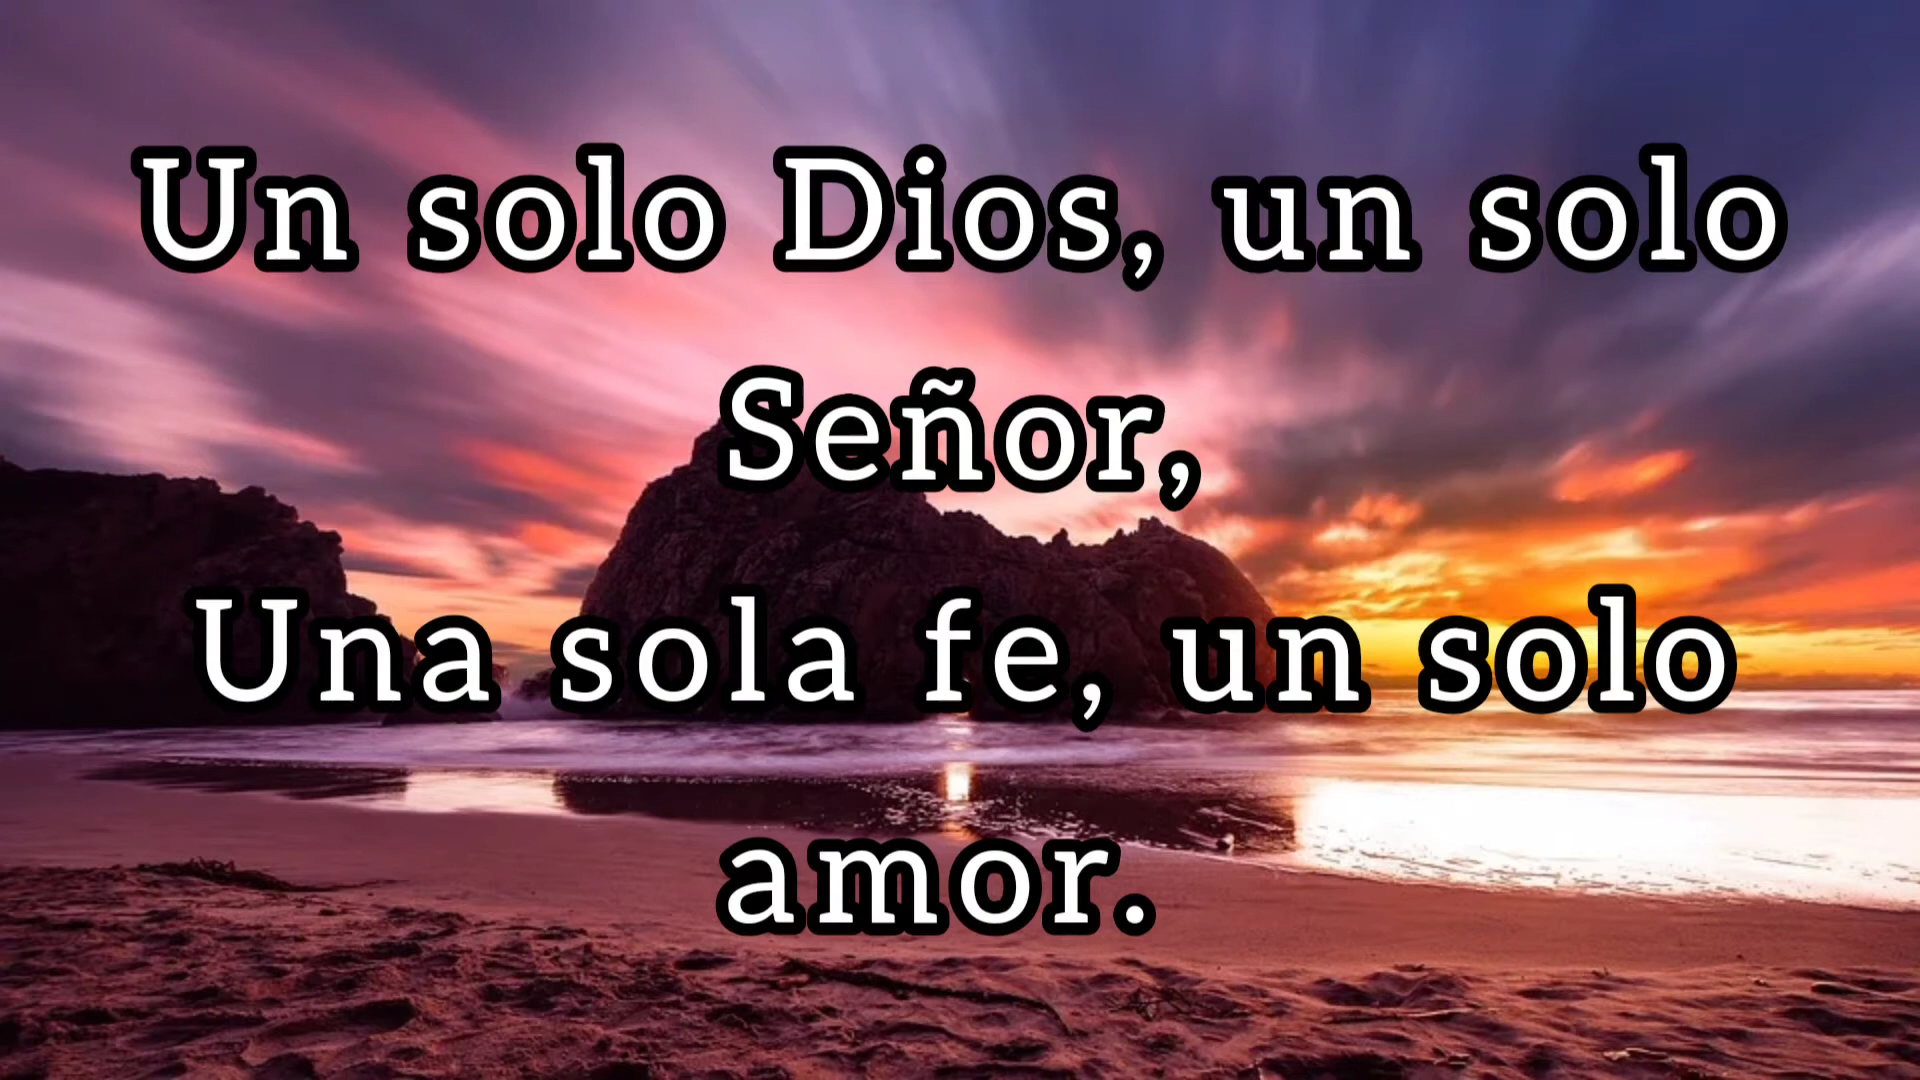 Un solo Dios, un solo
Señor,
Una sola fe, un solo
amor.